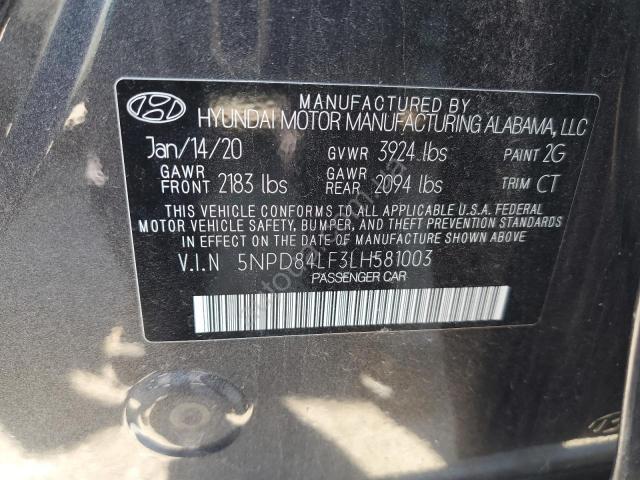 MANUFACTURED BY
HYUNDAI MOTOR MANUFACTURING ALABAMA, LLC
Jan/14/20 GVWR 3924 lbs PAINT 2G
GAWR FRONT 2183 lbs GAWR REAR 2094 lbs TRIM CT
THIS VEHICLE CONFORMS TO ALL APPLICABLE U.S.A. FEDERAL
MOTOR VEHICLE SAFETY, BUMPER, AND THEFT PREVENTION STANDARDS
IN EFFECT ON THE DATE OF MANUFACTURE SHOWN ABOVE.
V.I.N 5NPD84LF3LH581003
PASSENGER CAR